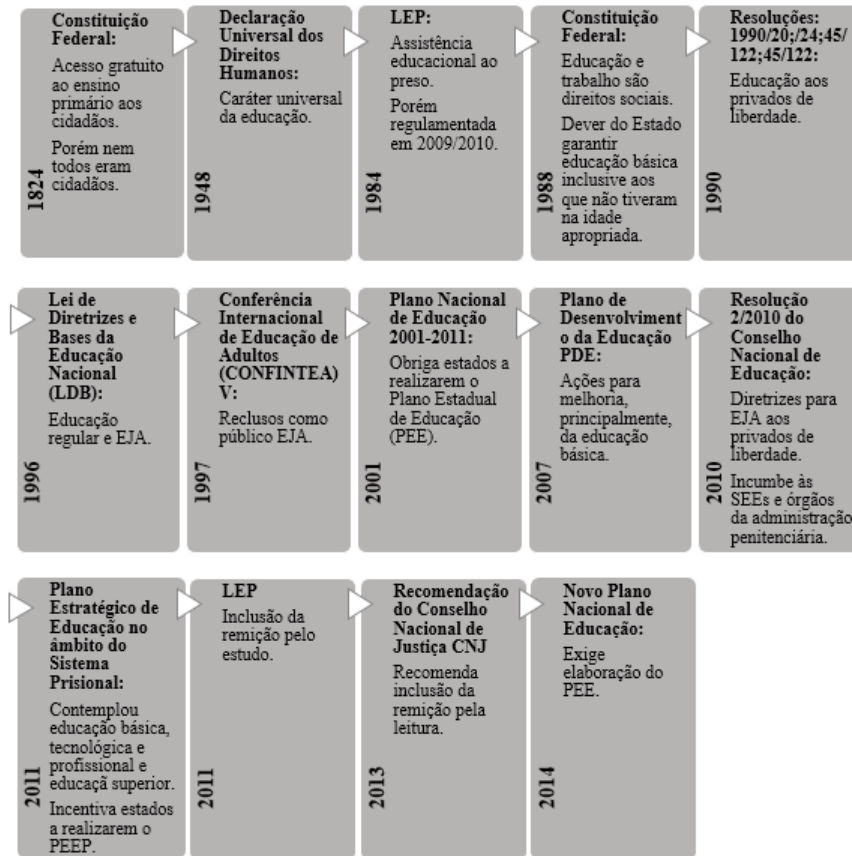 1824
Constituição
Federal:
Acesso gratuito
ao ensino
primário aos
cidadãos.
Porém nem
todos eram
cidadãos.
1948
Declaração
Universal dos
Direitos
Humanos:
Caráter universal
da educação.
1984
LEP:
Assistência
educacional ao
preso.
Porém
regulamentada
em 2009/2010.
1988
Constituição
Federal:
Educação e
trabalho são
direitos sociais.
Dever do Estado
garantir
educação básica
inclusive aos
que não tiveram
na idade
apropriada.
1990
Resoluções:
1990/20;/24;45/
122;45/122:
Educação aos
privados de
liberdade.
1996
Lei de
Diretrizes e
Bases da
Educação
Nacional
(LDB):
Educação
regular e EJA.
1997
Conferência
Internacional
de Educação de
Adultos
(CONFINTEA)
V:
Reclusos como
público EJA.
2001
Plano Nacional
de Educação
2001-2011:
Obriga estados a
realizarem o
Plano Estadual
de Educação
(PEE).
2007
Plano de
Desenvolviment
o da Educação
PDE:
Ações para
melhoria,
principalmente,
da educação
básica.
2010
Resolução
2/2010 do
Conselho
Nacional de
Educação:
Diretrizes para
EJA aos
privados de
liberdade.
Incumbe às
SEEs e órgãos
da administração
penitenciária.
2011
Plano
Estratégico de
Educação no
âmbito do
Sistema
Prisional:
Contemplou
educação básica,
tecnológica e
profissional e
educaçã superior.
Incentiva estados
a realizarem o
PEEP.
2011
LEP
Inclusão da
remição pelo
estudo.
2013
Recomendação
do Conselho
Nacional de
Justiça CNJ
Recomenda
inclusão da
remição pela
leitura.
2014
Novo Plano
Nacional de
Educação:
Exige
elaboração do
PEE.